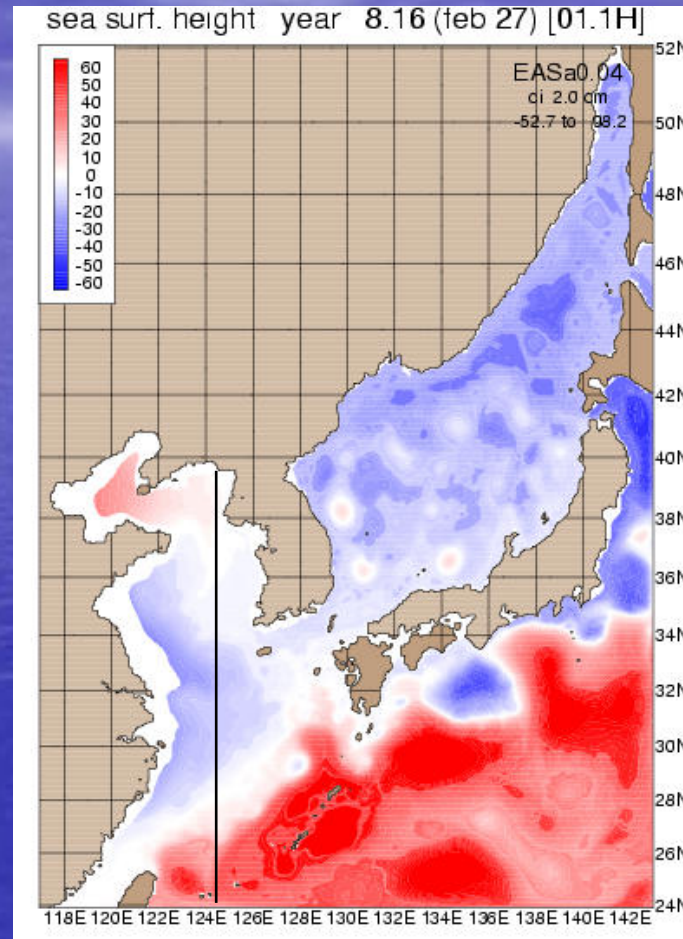 sea surf. height year 8.16 (feb 27) [01.1H]
EASa0.04
ci 2.0 cm
-52.7 to 98.2
60
50
40
30
20
10
0
-10
-20
-30
-40
-50
-60
52N
50N
48N
46N
44N
42N
40N
38N
36N
34N
32N
30N
28N
26N
24N
118E 120E 122E 124E 126E 128E 130E 132E 134E 136E 138E 140E 142E